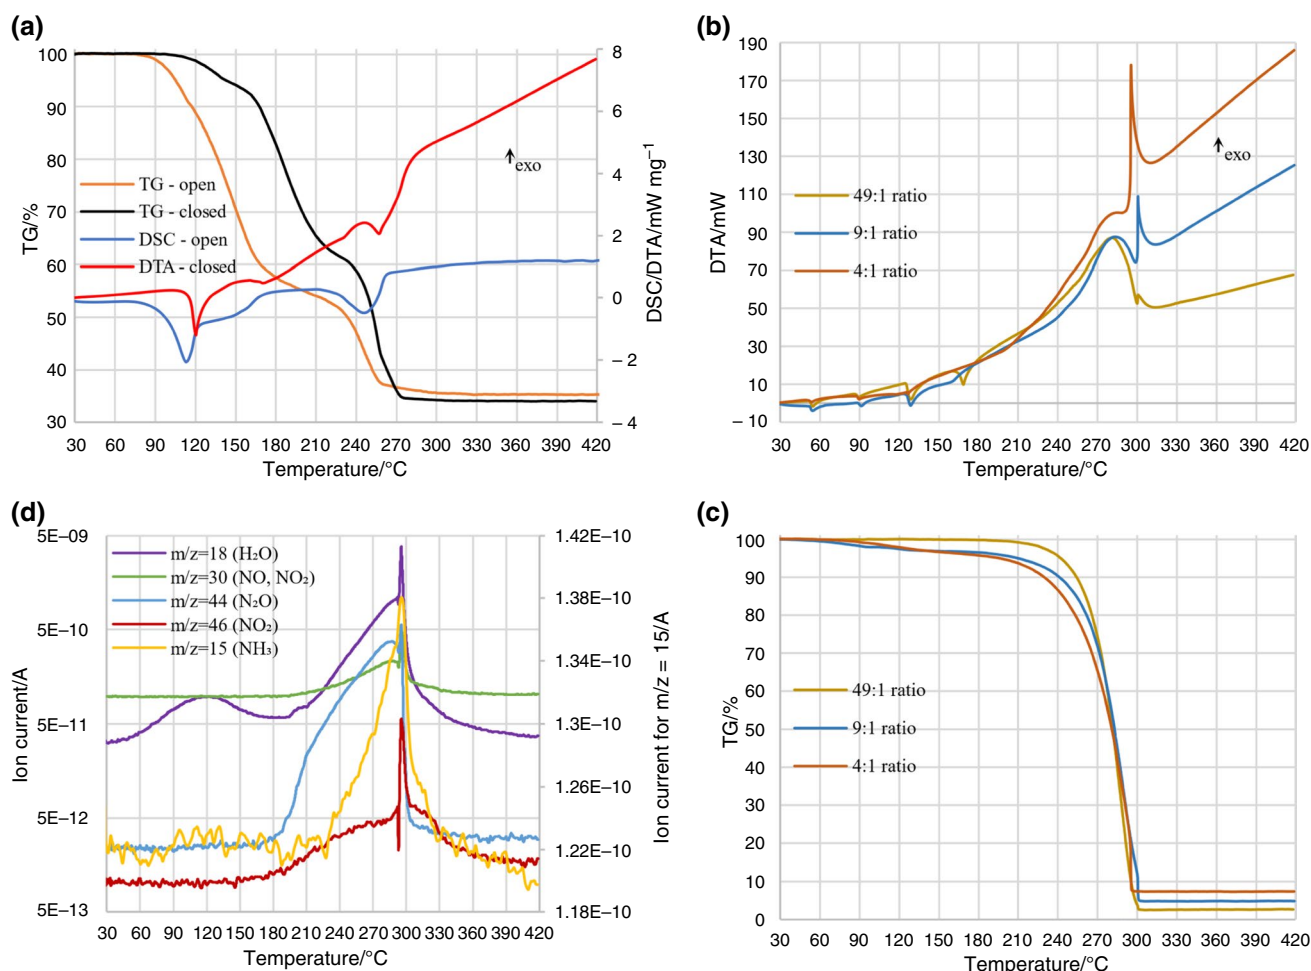 (a)
TG/%
100
90
80
70
60
50
40
30
TG - open
TG - closed
DSC - open
DTA - closed
exo
8
6
4
2
0
– 2
– 4
DSC/DTA/mW mg⁻¹
30 60 90 120 150 180 210 240 270 300 330 360 390 420
Temperature/°C
(b)
DTA/mW
190
170
150
130
110
90
70
50
30
10
– 10
49:1 ratio
9:1 ratio
4:1 ratio
exo
30 60 90 120 150 180 210 240 270 300 330 360 390 420
Temperature/°C
(d)
Ion current/A
5E–09
5E–10
5E–11
5E–12
5E–13
m/z=18 (H₂O)
m/z=30 (NO, NO₂)
m/z=44 (N₂O)
m/z=46 (NO₂)
m/z=15 (NH₃)
1.42E–10
1.38E–10
1.34E–10
1.3E–10
1.26E–10
1.22E–10
1.18E–10
Ion current for m/z = 15/A
30 60 90 120 150 180 210 240 270 300 330 360 390 420
Temperature/°C
(c)
TG/%
100
90
80
70
60
50
40
30
20
10
0
49:1 ratio
9:1 ratio
4:1 ratio
30 60 90 120 150 180 210 240 270 300 330 360 390 420
Temperature/°C